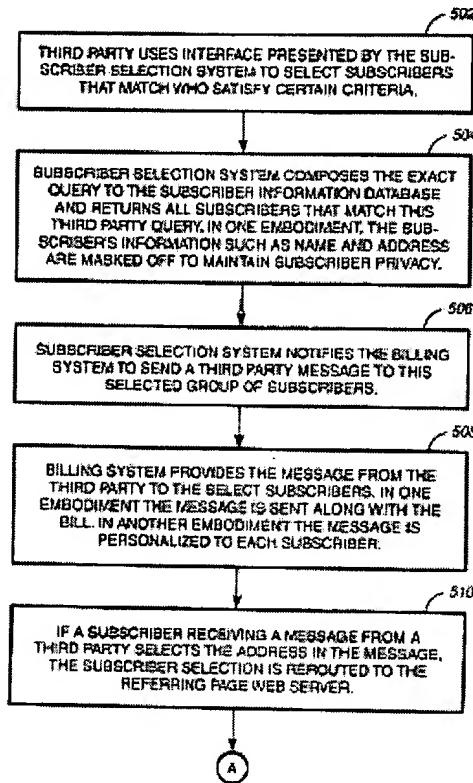 502
THIRD PARTY USES INTERFACE PRESENTED BY THE SUB-
SCRIBER SELECTION SYSTEM TO SELECT SUBSCRIBERS
THAT MATCH WHO SATISFY CERTAIN CRITERIA.
504
SUBSCRIBER SELECTION SYSTEM COMPOSES THE EXACT
QUERY TO THE SUBSCRIBER INFORMATION DATABASE
AND RETURNS ALL SUBSCRIBERS THAT MATCH THIS
THIRD PARTY QUERY. IN ONE EMBODIMENT, THE SUB-
SCRIBER'S INFORMATION SUCH AS NAME AND ADDRESS
ARE MASKED OFF TO MAINTAIN SUBSCRIBER PRIVACY.
506
SUBSCRIBER SELECTION SYSTEM NOTIFIES THE BILLING
SYSTEM TO SEND A THIRD PARTY MESSAGE TO THIS
SELECTED GROUP OF SUBSCRIBERS.
508
BILLING SYSTEM PROVIDES THE MESSAGE FROM THE
THIRD PARTY TO THE SELECT SUBSCRIBERS. IN ONE
EMBODIMENT THE MESSAGE IS SENT ALONG WITH THE
BILL. IN ANOTHER EMBODIMENT THE MESSAGE IS
PERSONALIZED TO EACH SUBSCRIBER.
510
IF A SUBSCRIBER RECEIVING A MESSAGE FROM A
THIRD PARTY SELECTS THE ADDRESS IN THE MESSAGE,
THE SUBSCRIBER SELECTION IS REROUTED TO THE
REFERRING PAGE WEB SERVER.
A